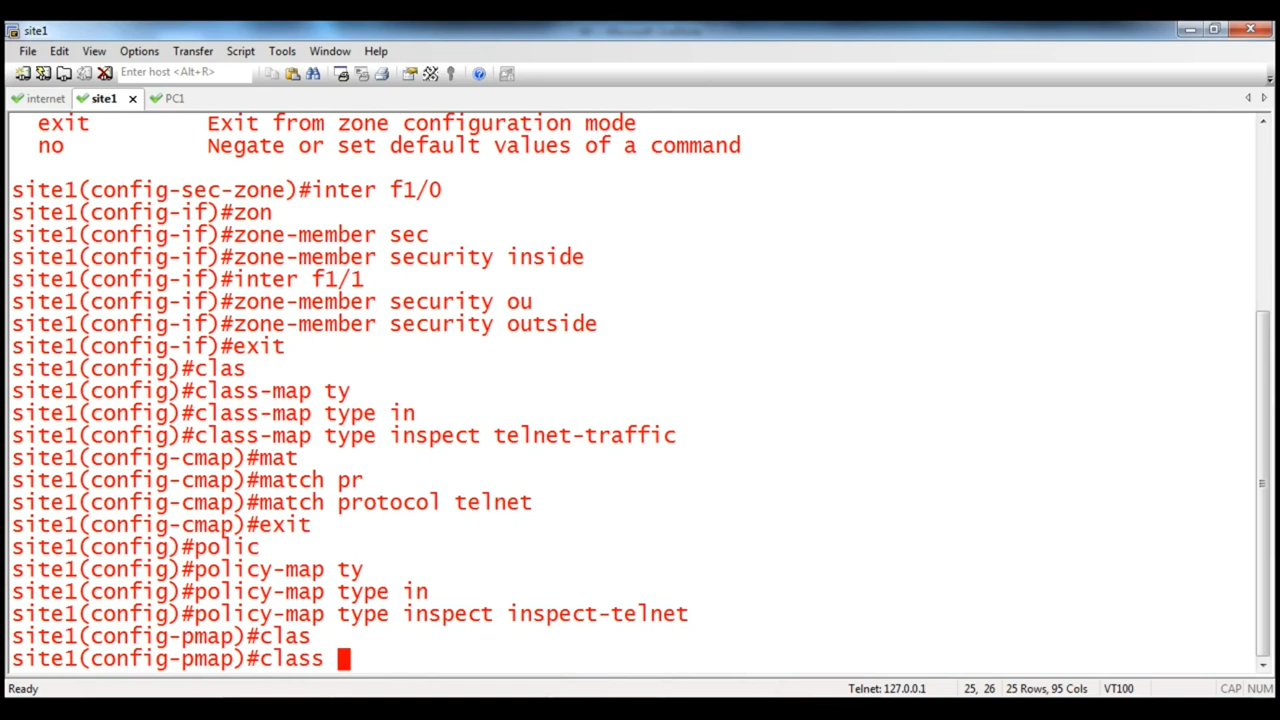 site1
File Edit View Options Transfer Script Tools Window Help
Enter host <Alt+R>
internet site1 PC1
exit Exit from zone configuration mode
no Negate or set default values of a command
site1(config-sec-zone)#inter f1/0
site1(config-if)#zon
site1(config-if)#zone-member sec
site1(config-if)#zone-member security inside
site1(config-if)#inter f1/1
site1(config-if)#zone-member security ou
site1(config-if)#zone-member security outside
site1(config-if)#exit
site1(config)#clas
site1(config)#class-map ty
site1(config)#class-map type in
site1(config)#class-map type inspect telnet-traffic
site1(config-cmap)#mat
site1(config-cmap)#match pr
site1(config-cmap)#match protocol telnet
site1(config-cmap)#exit
site1(config)#polic
site1(config)#policy-map ty
site1(config)#policy-map type in
site1(config)#policy-map type inspect inspect-telnet
site1(config-pmap)#clas
site1(config-pmap)#class
Ready Telnet: 127.0.0.1 25, 26 25 Rows, 95 Cols VT100 CAP NUM